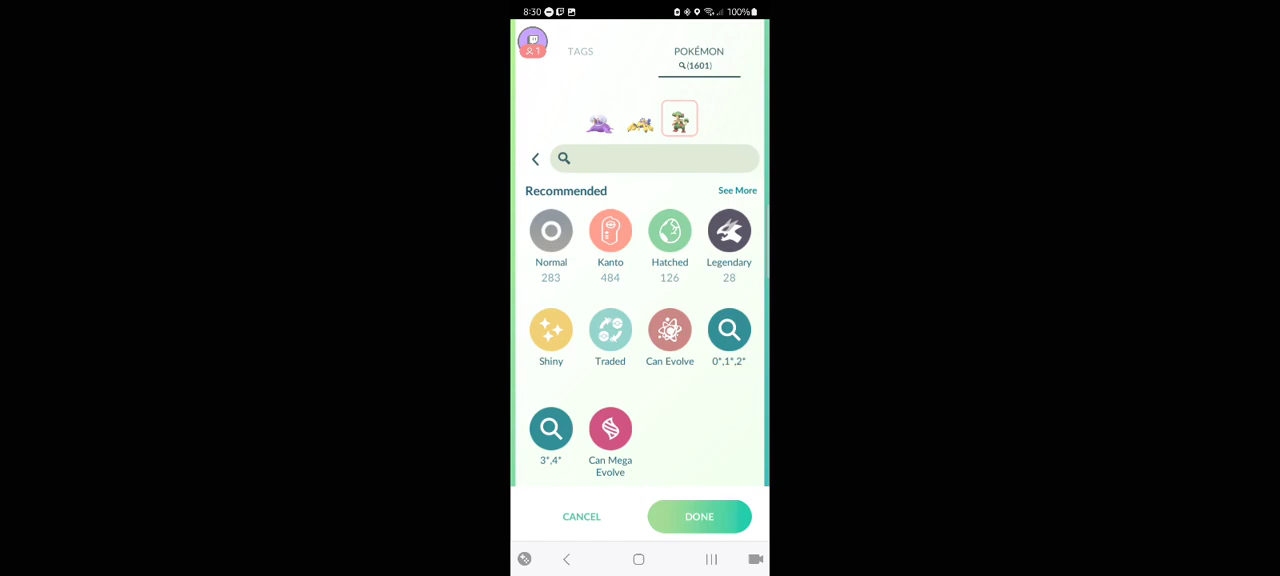 8:30 100%
1
TAGS POKÉMON
(1601)
Recommended See More
Normal Kanto Hatched Legendary
283 484 126 28
Shiny Traded Can Evolve 0*,1*,2*
3*,4* Can Mega
Evolve
CANCEL DONE